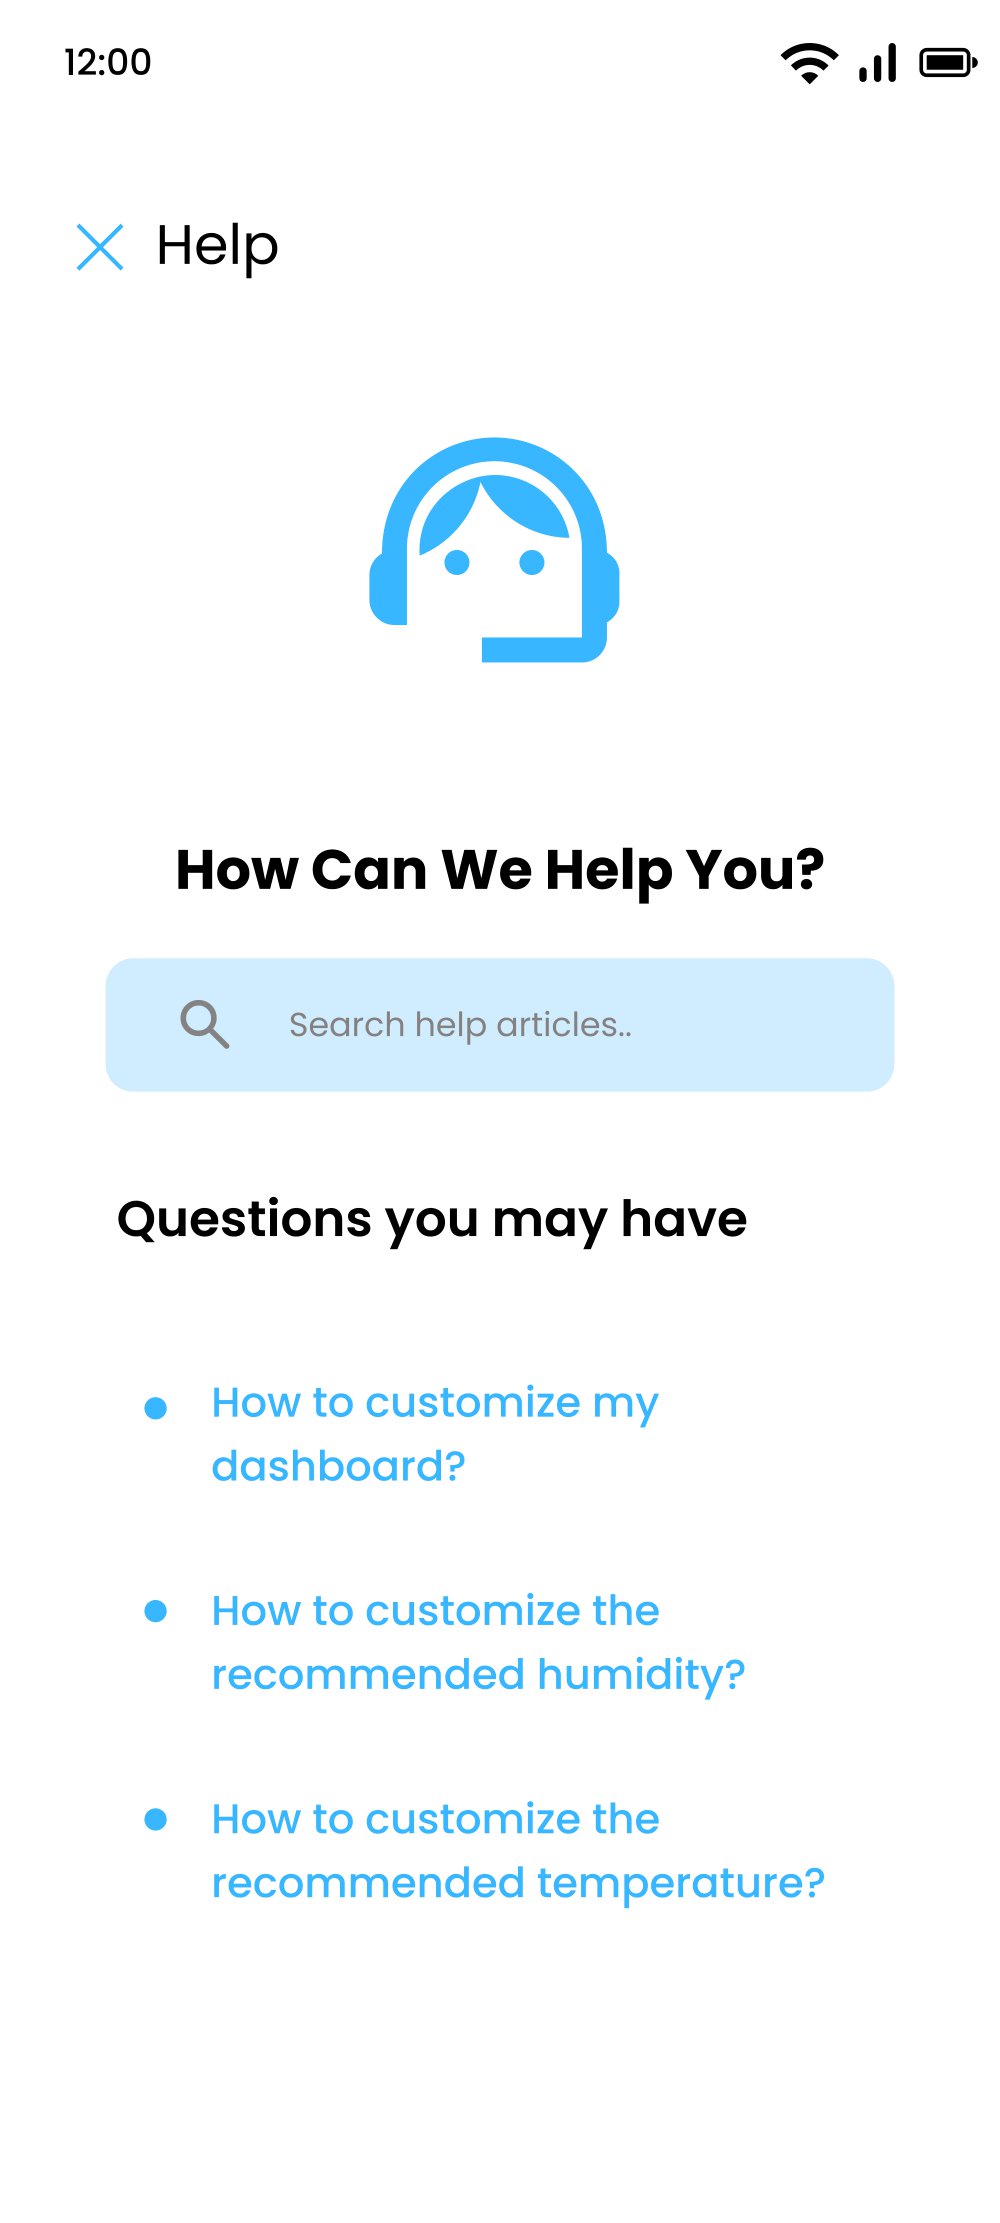 12:00
Help
How Can We Help You?
Search help articles..
Questions you may have
How to customize my
dashboard?
How to customize the
recommended humidity?
How to customize the
recommended temperature?